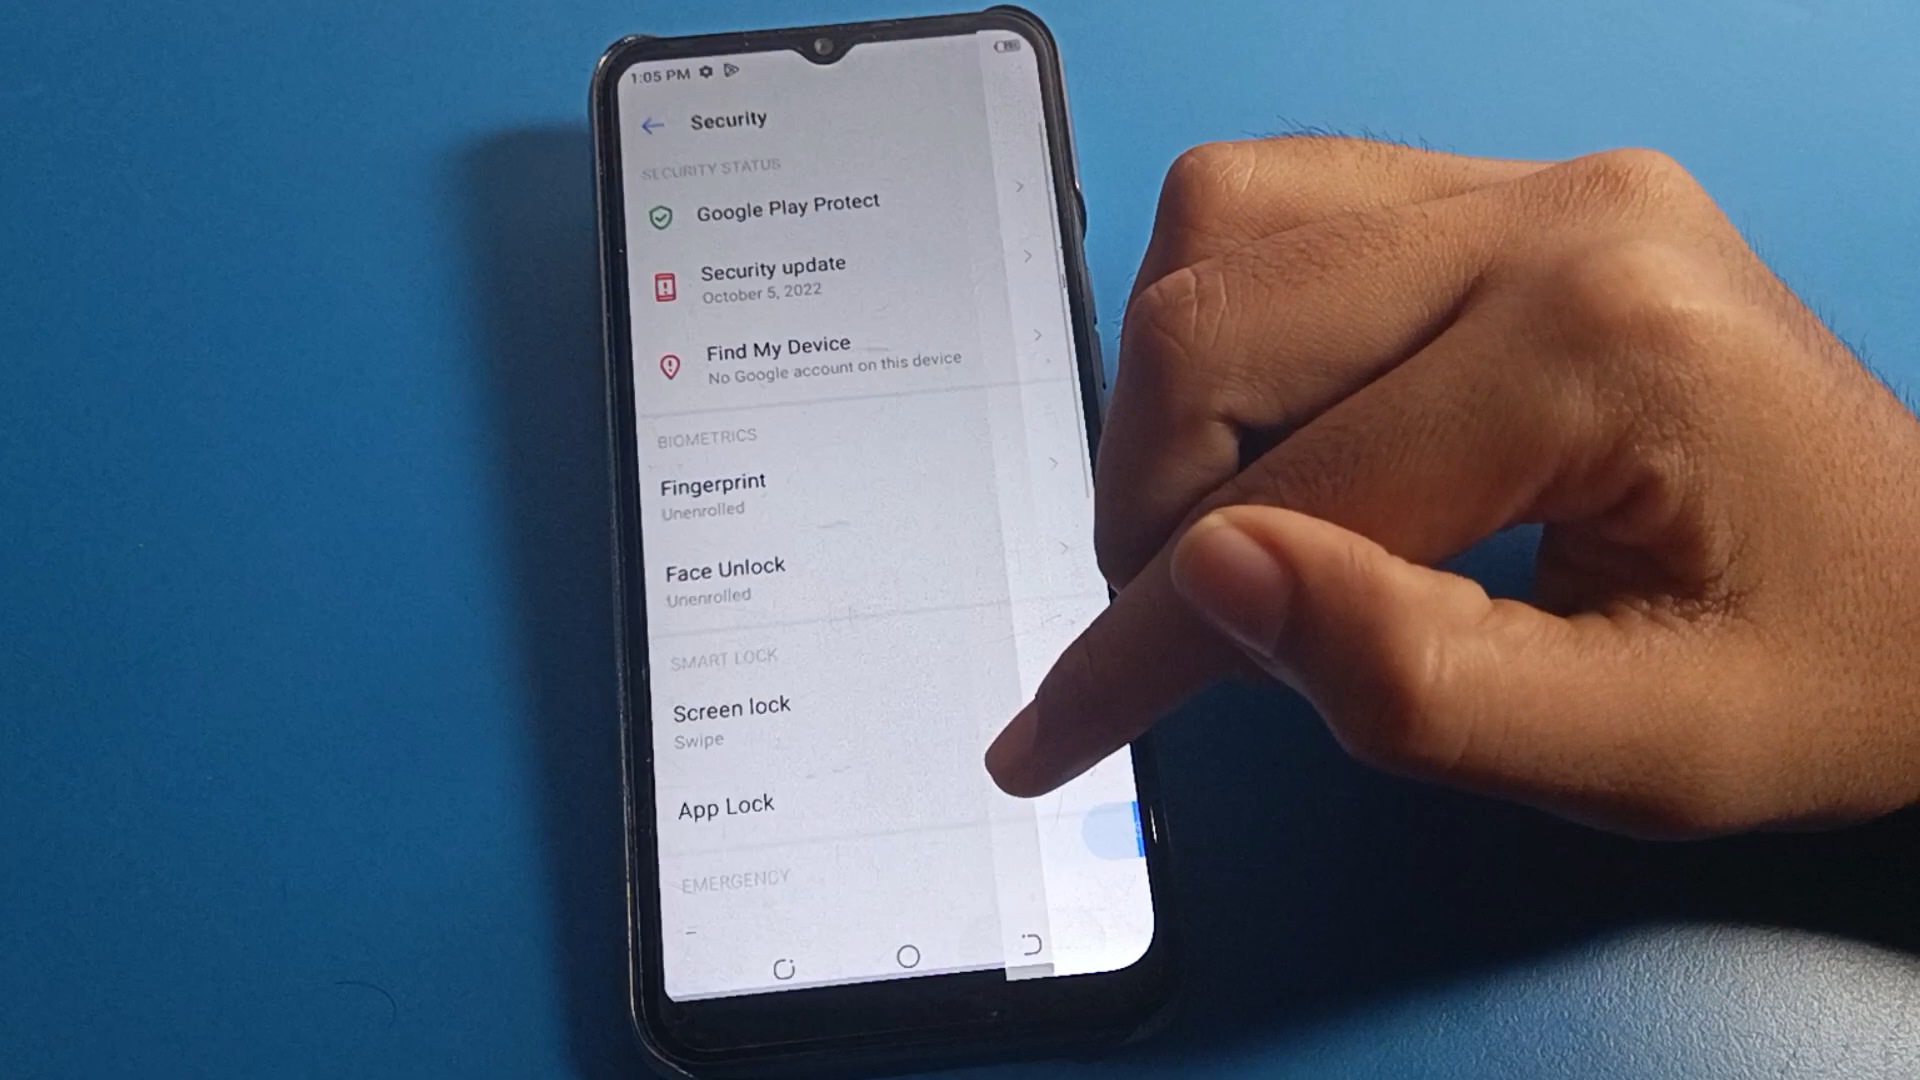 1:05 PM
Security
SECURITY STATUS
Google Play Protect
Security update
October 5, 2022
Find My Device
No Google account on this device
BIOMETRICS
Fingerprint
Unenrolled
Face Unlock
Unenrolled
SMART LOCK
Screen lock
Swipe
App Lock
EMERGENCY